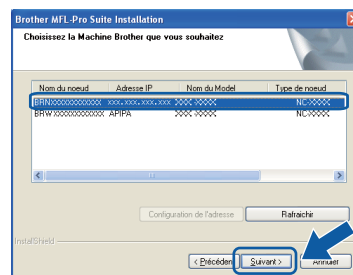 Brother MFL-Pro Suite Installation
Choisissez la Machine Brother que vous souhaitez
Nom du noeud Adresse IP Nom du Model Type de noeud
BRNXXXXXXXXXXXX xxx.xxx.xxx.xxx XXX-XXXX NC-XXXX
BRWXXXXXXXXXXXX APIPA XXX-XXXX NC-XXXX
Configuration de l'adresse Rafraichir
InstallShield
< Précéden Suivant > Annuler